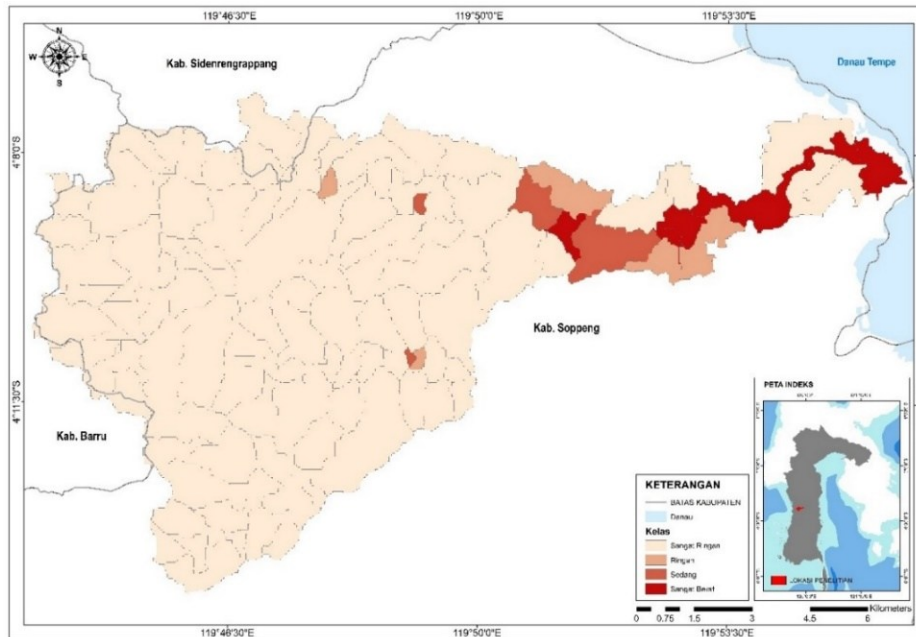 119°46'30"E 119°50'0"E 119°53'30"E
N
W E
S
Kab. Sidenrengrappang
Danau Tempe
4°8'0"S
Kab. Soppeng
4°11'30"S
Kab. Barru
PETA INDEKS
LOKASI PENELITIAN
KETERANGAN
BATAS KABUPATEN
Danau
Kelas
Sangat Ringan
Ringan
Sedang
Sangat Berat
Kilometers
0 0.75 1.5 3 4.5 6
119°46'30"E 119°50'0"E 119°53'30"E